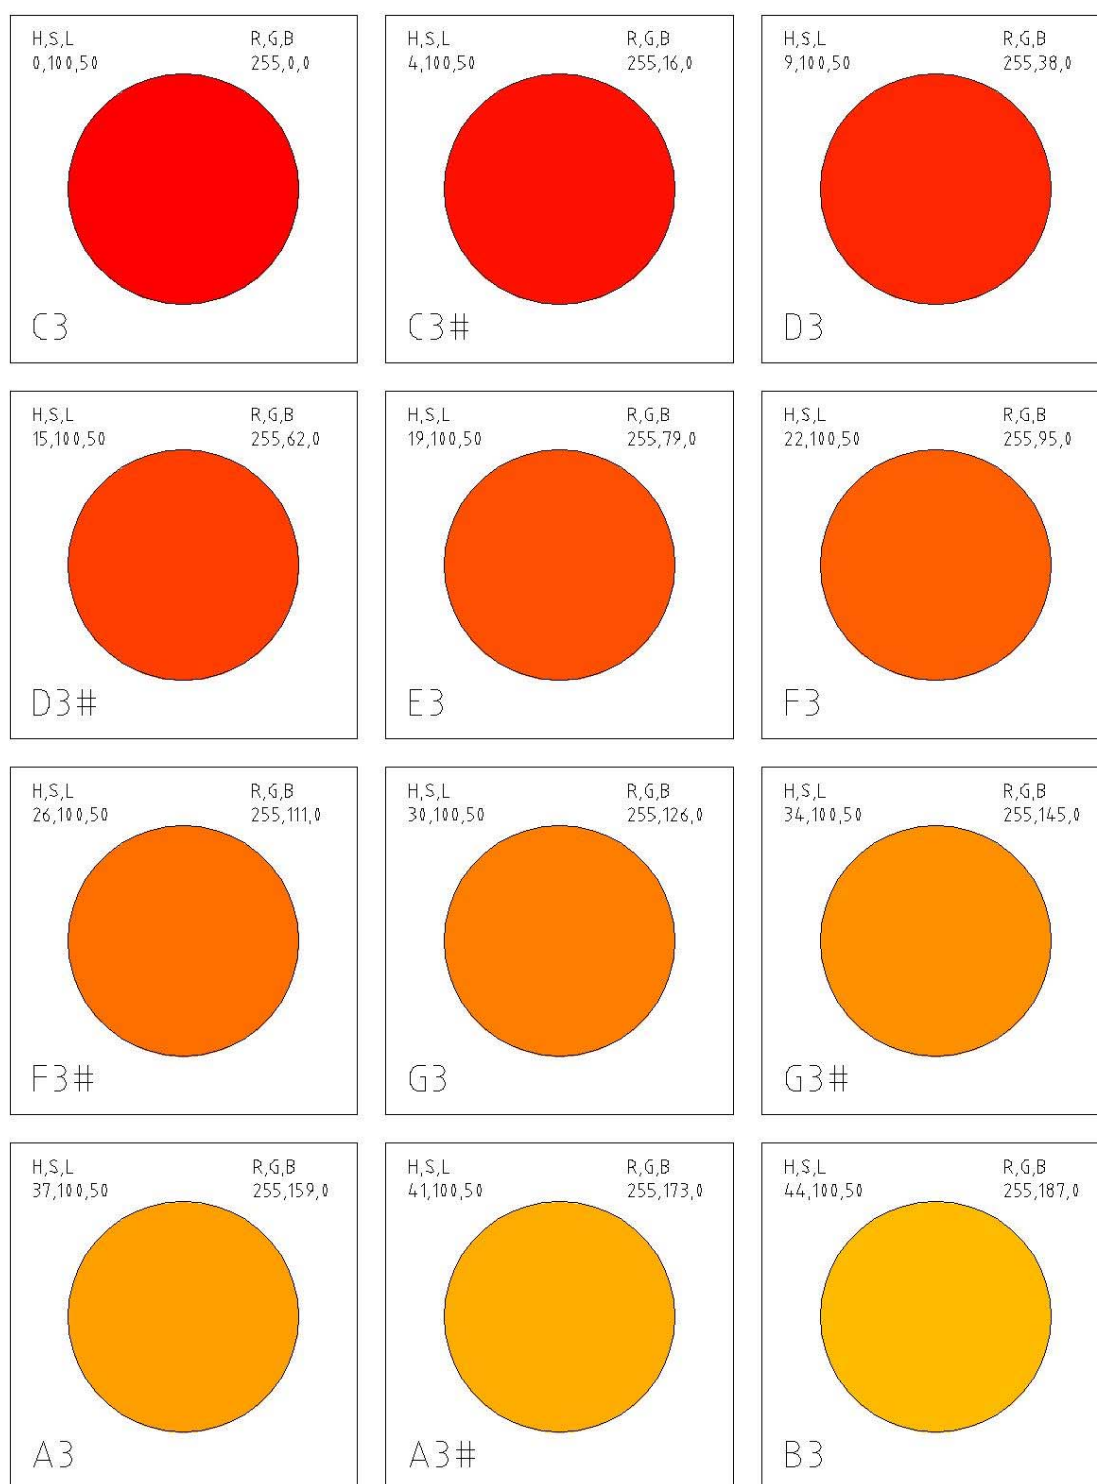 H,S,L R,G,B
0,100,50 255,0,0
C3
H,S,L R,G,B
4,100,50 255,16,0
C3#
H,S,L R,G,B
9,100,50 255,38,0
D3
H,S,L R,G,B
15,100,50 255,62,0
D3#
H,S,L R,G,B
19,100,50 255,79,0
E3
H,S,L R,G,B
22,100,50 255,95,0
F3
H,S,L R,G,B
26,100,50 255,111,0
F3#
H,S,L R,G,B
30,100,50 255,126,0
G3
H,S,L R,G,B
34,100,50 255,145,0
G3#
H,S,L R,G,B
37,100,50 255,159,0
A3
H,S,L R,G,B
41,100,50 255,173,0
A3#
H,S,L R,G,B
44,100,50 255,187,0
B3